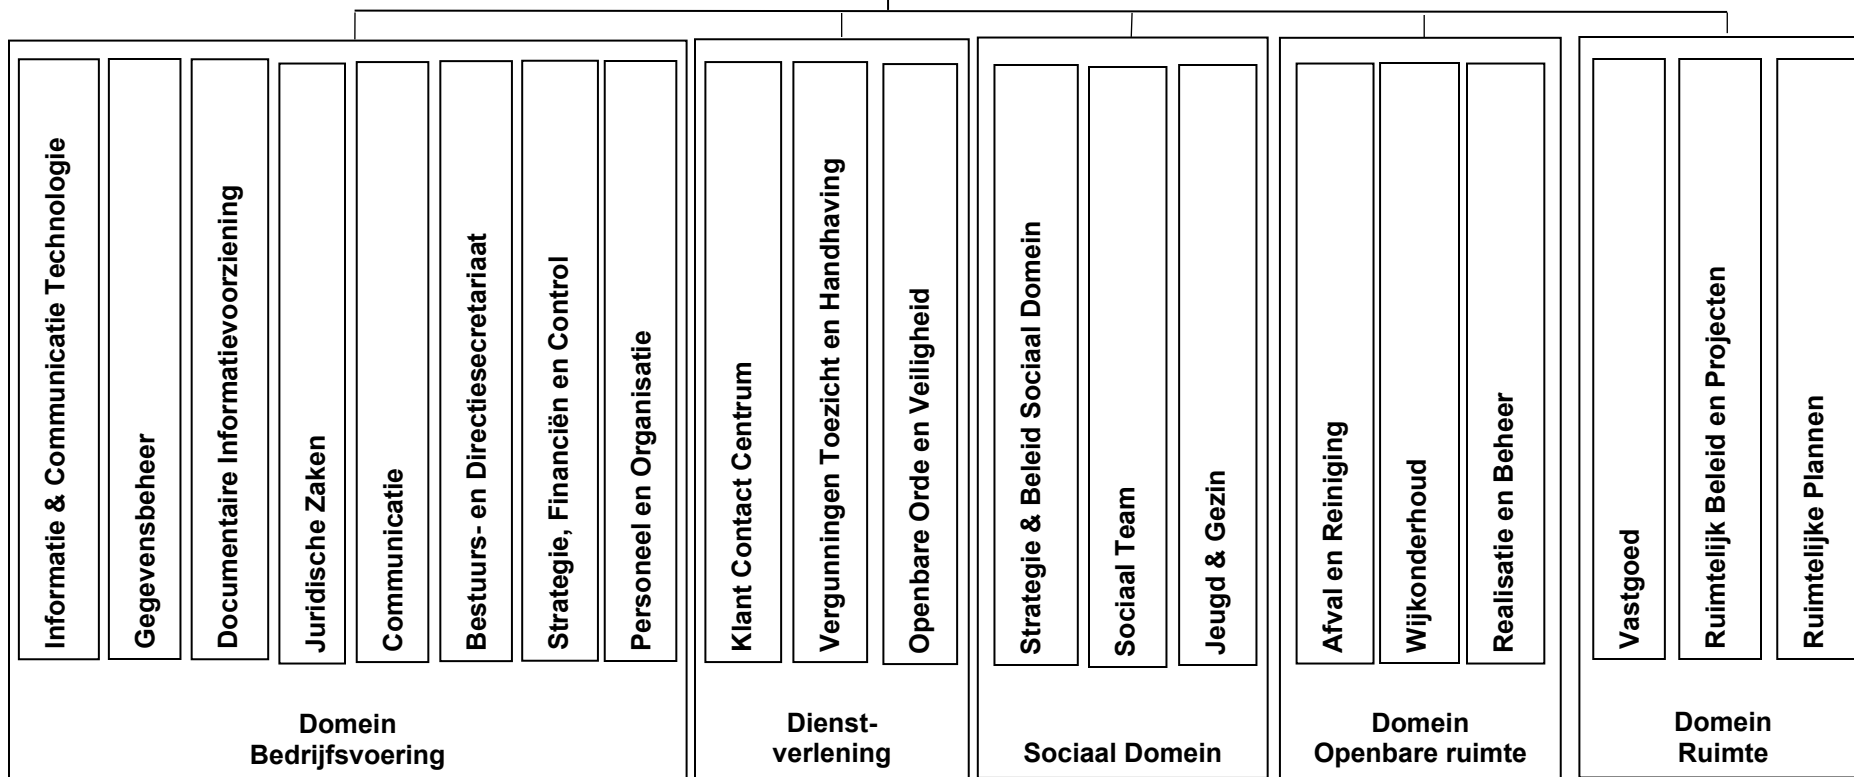 Informatie & Communicatie Technologie
Gegevensbeheer
Documentaire Informatievoorziening
Juridische Zaken
Communicatie
Bestuurs- en Directiesecretariaat
Strategie, Financiën en Control
Personeel en Organisatie
Domein
Bedrijfsvoering
Klant Contact Centrum
Vergunningen Toezicht en Handhaving
Openbare Orde en Veiligheid
Dienst-
verlening
Strategie & Beleid Sociaal Domein
Sociaal Team
Jeugd & Gezin
Sociaal Domein
Afval en Reiniging
Wijkonderhoud
Realisatie en Beheer
Domein
Openbare ruimte
Vastgoed
Ruimtelijk Beleid en Projecten
Ruimtelijke Plannen
Domein
Ruimte